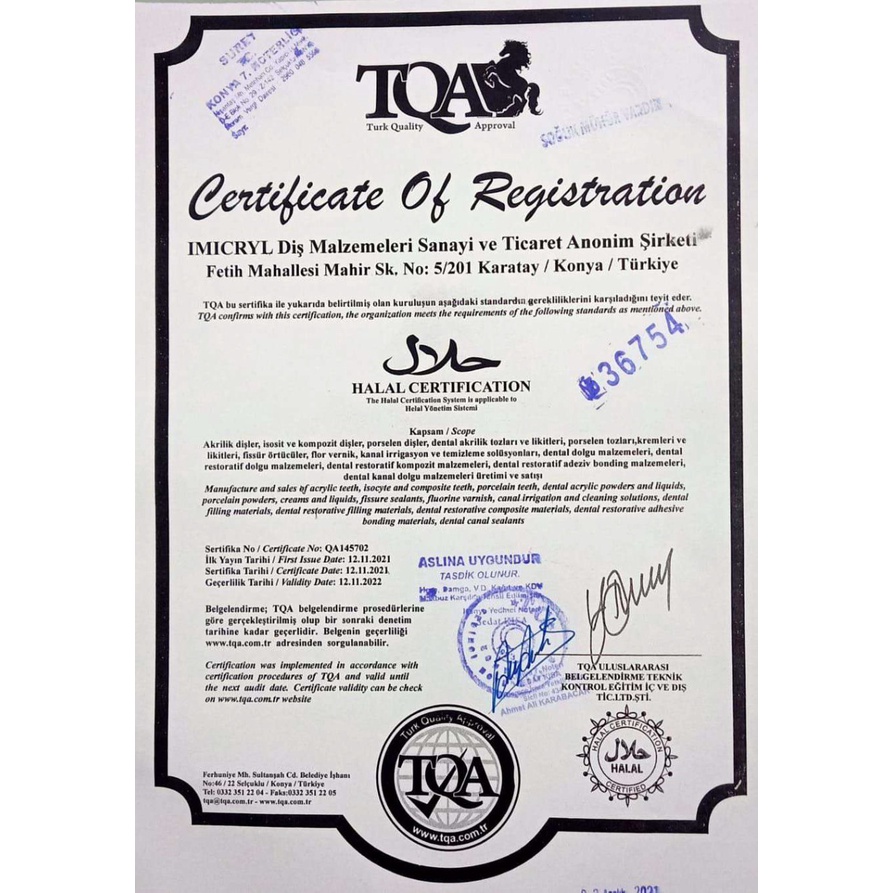 SURET
KONYA 7. NOTERLİĞİ
TQA
Turk Quality Approval
SOĞUK MÜHÜR VARDIR
Certificate Of Registration
IMICRYL Diş Malzemeleri Sanayi ve Ticaret Anonim Şirketi
Fetih Mahallesi Mahir Sk. No: 5/201 Karatay / Konya / Türkiye
TQA bu sertifika ile yukarıda belirtilmiş olan kuruluşun aşağıdaki standardın gerekliliklerini karşıladığını teyit eder.
TQA confirms with this certification, the organization meets the requirements of the following standards as mentioned above.
36754
حلال
HALAL CERTIFICATION
The Halal Certification System is applicable to
Helal Yönetim Sistemi
Kapsam / Scope
Akrilik dişler, isosit ve kompozit dişler, porselen dişler, dental akrilik tozları ve likitleri, porselen tozları,kremleri ve
likitleri, fissür örtücüler, flor vernik, kanal irrigasyon ve temizleme solüsyonları, dental dolgu malzemeleri, dental
restoratif dolgu malzemeleri, dental restoratif kompozit malzemeleri, dental restoratif adeziv bonding malzemeleri,
dental kanal dolgu malzemeleri üretimi ve satışı
Manufacture and sales of acrylic teeth, isocyte and composite teeth, porcelain teeth, dental acrylic powders and liquids,
porcelain powders, creams and liquids, fissure sealants, fluorine varnish, canal irrigation and cleaning solutions, dental
filling materials, dental restorative filling materials, dental restorative composite materials, dental restorative adhesive
bonding materials, dental canal sealants
Sertifika No / Certificate No: QA145702
İlk Yayın Tarihi / First Issue Date: 12.11.2021
Sertifika Tarihi / Certificate Date: 12.11.2021
Geçerlilik Tarihi / Validity Date: 12.11.2022
ASLINA UYGUNDUR
TASDİK OLUNUR.
Belgelendirme; TQA belgelendirme prosedürlerine
göre gerçekleştirilmiş olup bir sonraki denetim
tarihine kadar geçerlidir. Belgenin geçerliliği
www.tqa.com.tr adresinden sorgulanabilir.
Certification was implemented in accordance with
certification procedures of TQA and valid until
the next audit date. Certificate validity can be check
on www.tqa.com.tr website
Ahmet Ali KARABACAK
TQA ULUSLARARASI
BELGELENDİRME TEKNİK
KONTROL EĞİTİM İÇ VE DIŞ
TİC.LTD.ŞTİ.
Turk Quality Approval
TQA
www.tqa.com.tr
HALAL CERTIFICATION
حلال
HALAL
CERTIFIED
Ferhuniye Mh. Sultanşah Cd. Belediye İşhanı
No:46 / 22 Selçuklu / Konya / Türkiye
Tel: 0332 351 22 04 - Faks:0332 351 22 05
tqa@tqa.com.tr - www.tqa.com.tr